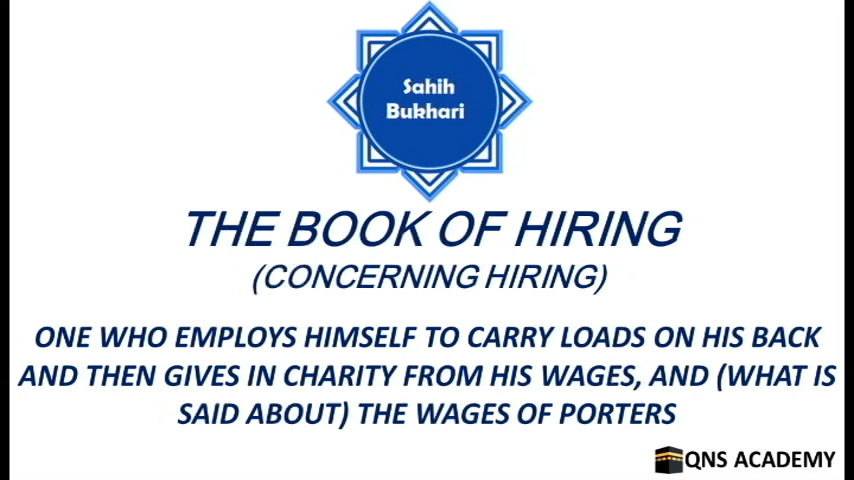 Sahih
Bukhari
THE BOOK OF HIRING
(CONCERNING HIRING)
ONE WHO EMPLOYS HIMSELF TO CARRY LOADS ON HIS BACK
AND THEN GIVES IN CHARITY FROM HIS WAGES, AND (WHAT IS
SAID ABOUT) THE WAGES OF PORTERS
QNS ACADEMY